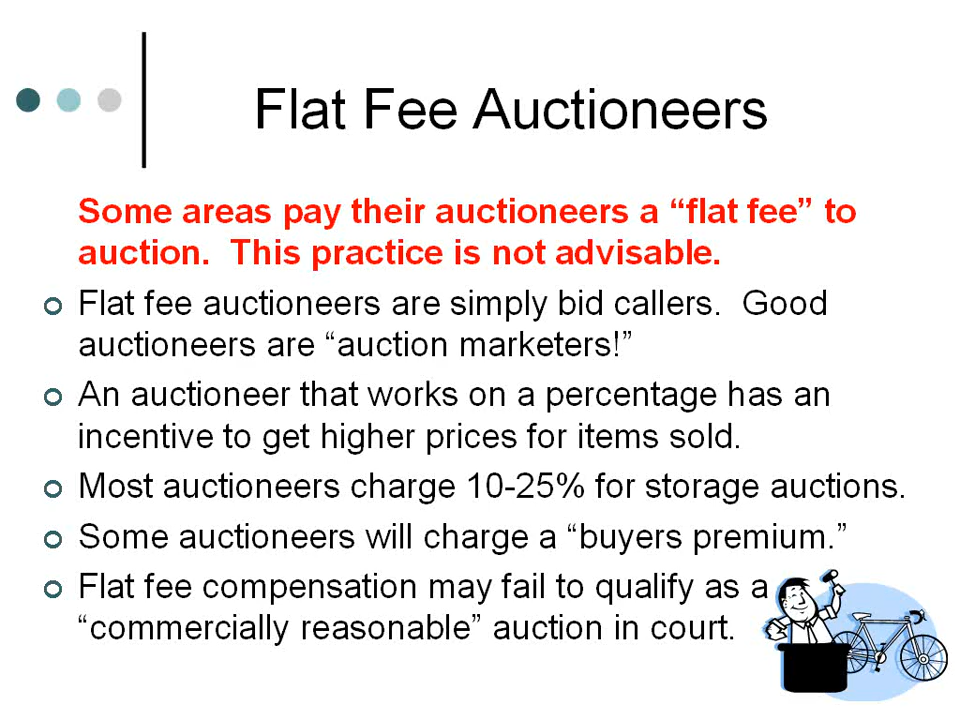 Flat Fee Auctioneers
Some areas pay their auctioneers a “flat fee” to
auction.  This practice is not advisable.
Flat fee auctioneers are simply bid callers.  Good
auctioneers are “auction marketers!”
An auctioneer that works on a percentage has an
incentive to get higher prices for items sold.
Most auctioneers charge 10-25% for storage auctions.
Some auctioneers will charge a “buyers premium.”
Flat fee compensation may fail to qualify as a
“commercially reasonable” auction in court.